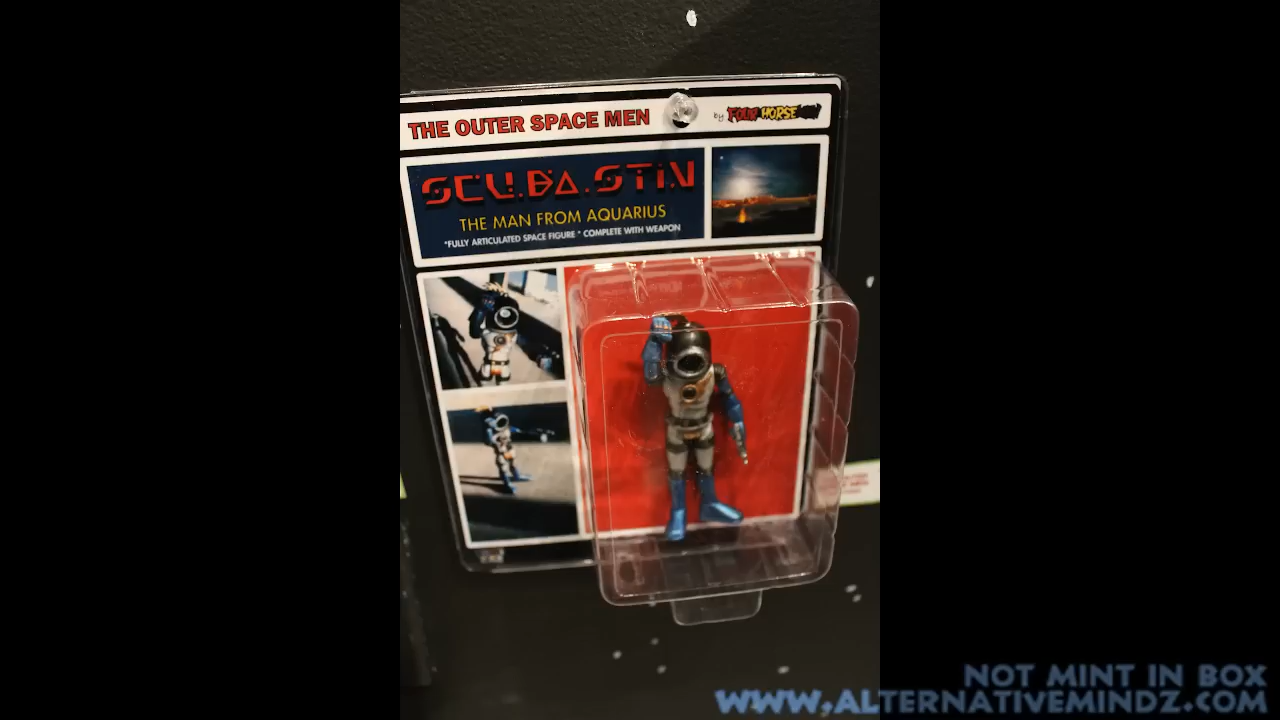 THE OUTER SPACE MEN
by FOUR HORSEMEN
SCU.BA.STIN
THE MAN FROM AQUARIUS
*FULLY ARTICULATED SPACE FIGURE * COMPLETE WITH WEAPON
NOT MINT IN BOX
WWW.ALTERNATIVEMINDZ.COM